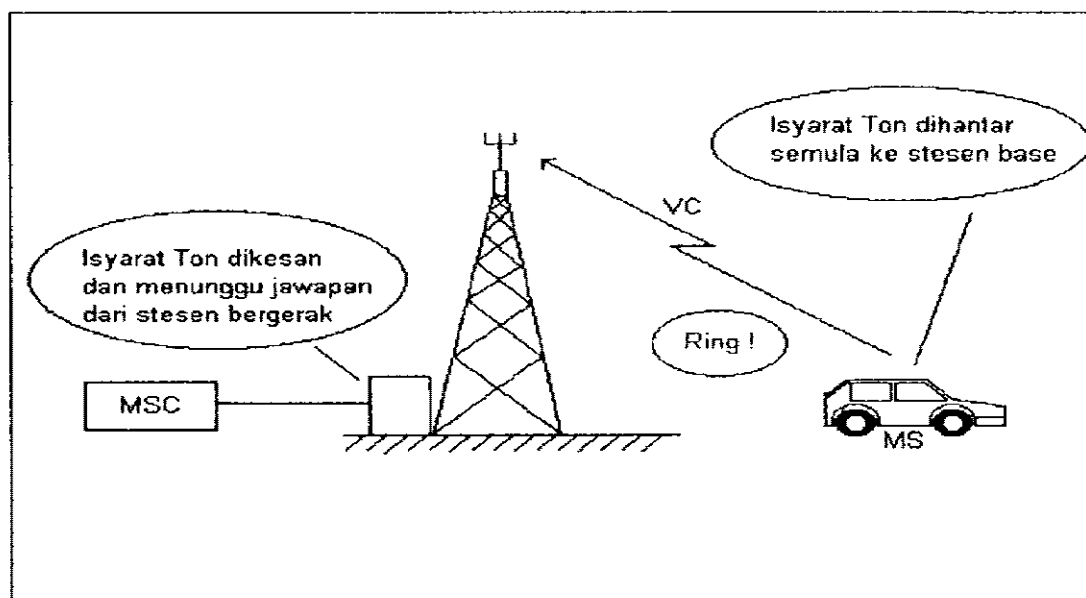 Isyarat Ton dihantar
semula ke stesen base
VC
Isyarat Ton dikesan
dan menunggu jawapan
dari stesen bergerak
Ring !
MSC
MS